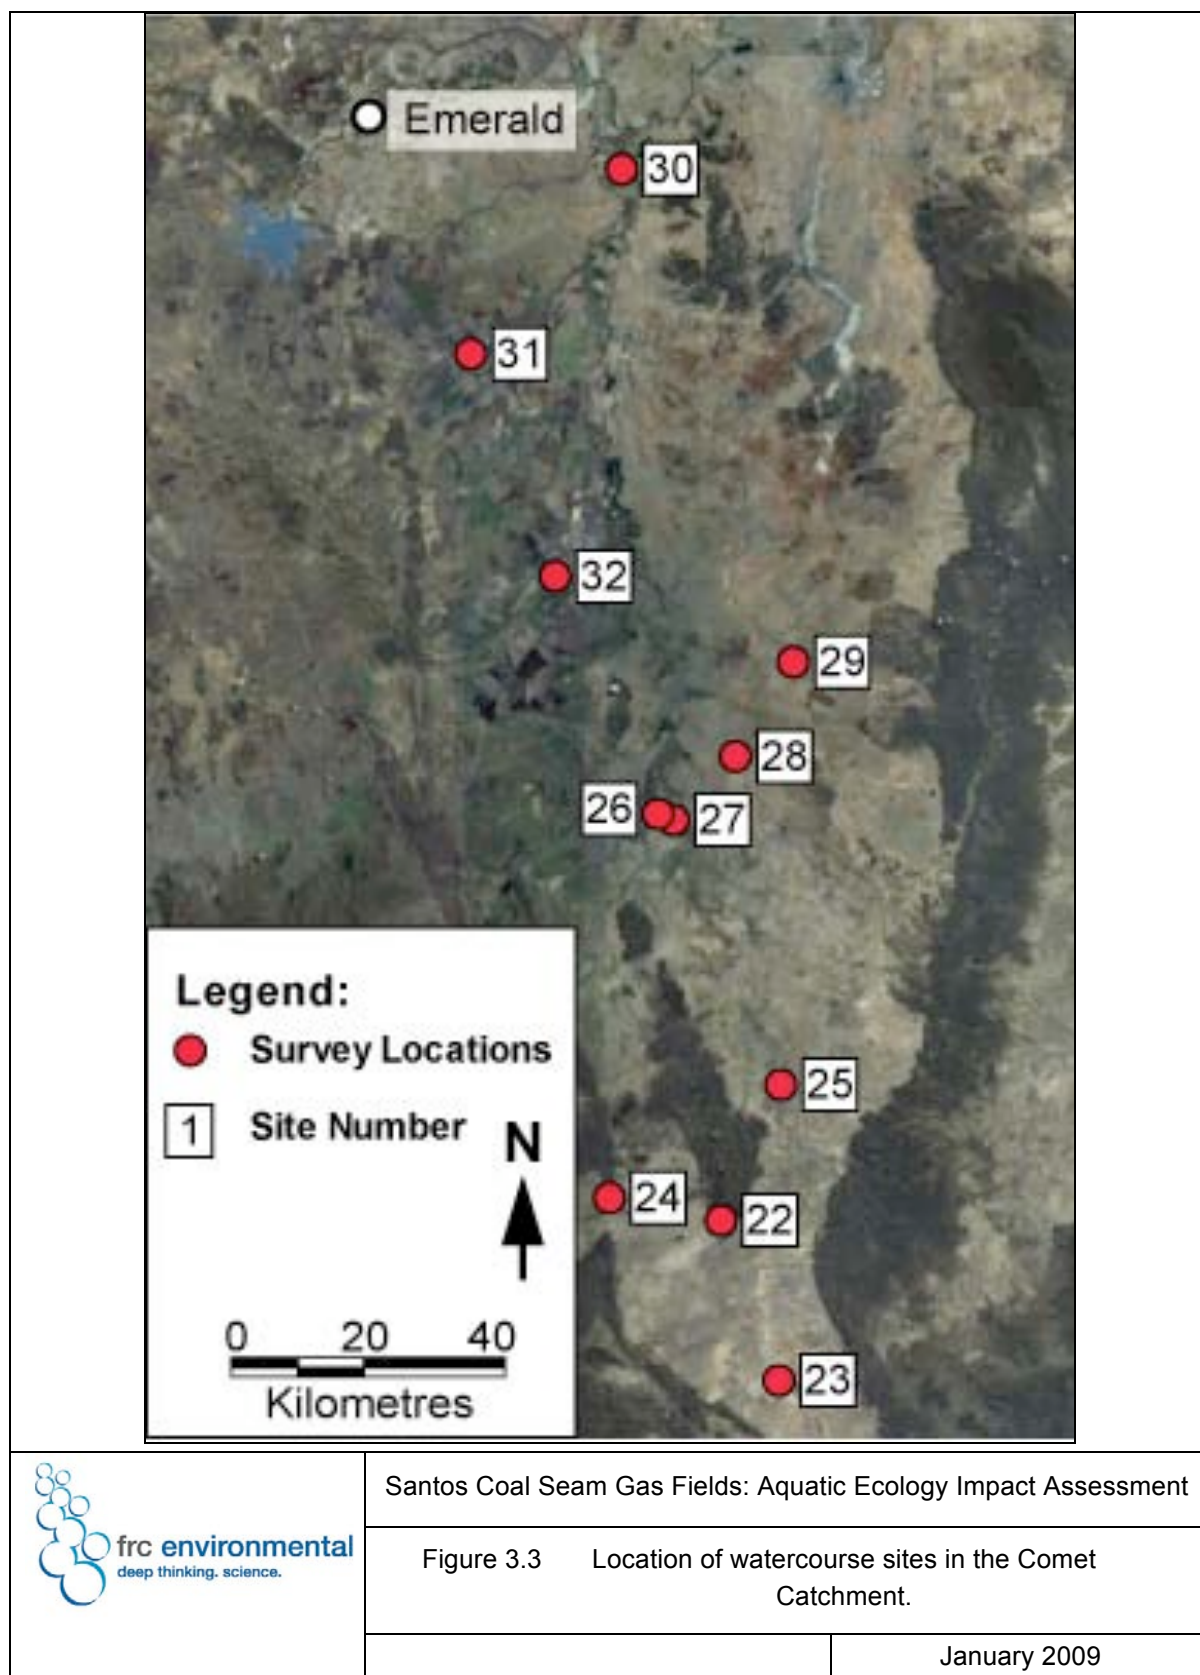 Emerald
30
31
32
29
28
26
27
Legend:
Survey Locations
1 Site Number
N
25
24
22
0 20 40
Kilometres
23
frc environmental
deep thinking. science.
Santos Coal Seam Gas Fields: Aquatic Ecology Impact Assessment
Figure 3.3 Location of watercourse sites in the Comet
Catchment.
January 2009